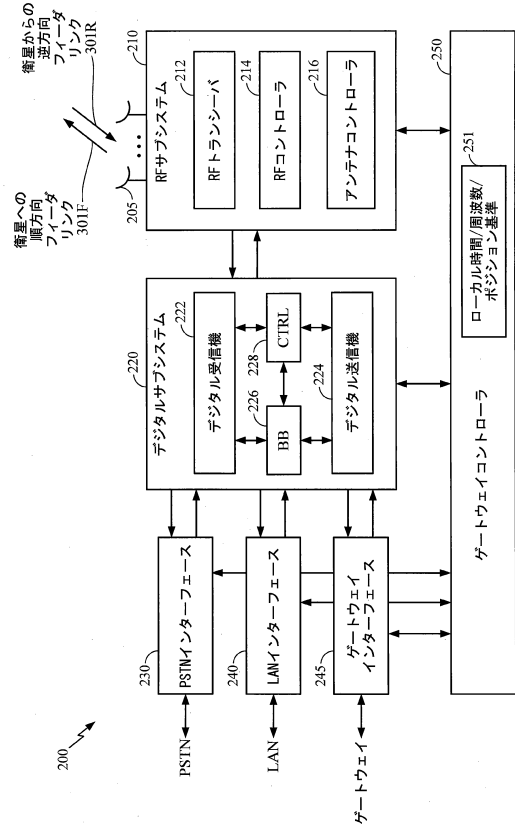 200
PSTN
LAN
ゲートウェイ
230
PSTNインターフェース
240
LANインターフェース
245
ゲートウェイ
インターフェース
220
デジタルサブシステム
222
デジタル受信機
226
BB
228
CTRL
224
デジタル送信機
衛星への
順方向
フィーダ
リンク
301F
衛星からの
逆方向
フィーダ
リンク
301R
205
210
RFサブシステム
212
RFトランシーバ
214
RFコントローラ
216
アンテナコントローラ
250
251
ローカル時間/周波数/
ポジション基準
ゲートウェイコントローラ